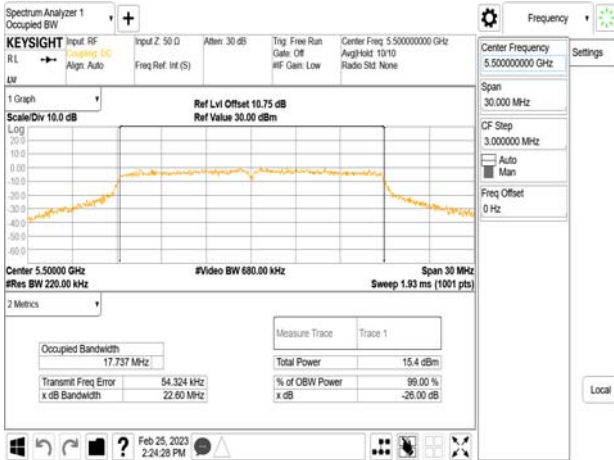 Spectrum Analyzer 1
Occupied BW
Frequency
KEYSIGHT
RL
Input: RF
Coupling: DC
Align: Auto
Input Z: 50 Ω
Freq Ref: Int (S)
Atten: 30 dB
Trig: Free Run
Gate: Off
#IF Gain: Low
Center Freq: 5.500000000 GHz
Avg|Hold: 10/10
Radio Std: None
Center Frequency
5.500000000 GHz
Settings
Span
30.000 MHz
CF Step
3.000000 MHz
Auto
Man
Freq Offset
0 Hz
Local
1 Graph
Scale/Div 10.0 dB
Ref Lvl Offset 10.75 dB
Ref Value 30.00 dBm
Log
20.0
10.0
0.00
-10.0
-20.0
-30.0
-40.0
-50.0
-60.0
Center 5.50000 GHz
#Video BW 680.00 kHz
Span 30 MHz
#Res BW 220.00 kHz
Sweep 1.93 ms (1001 pts)
2 Metrics
Measure Trace
Trace 1
Occupied Bandwidth
17.737 MHz
Total Power
15.4 dBm
Transmit Freq Error
54.324 kHz
% of OBW Power
99.00 %
x dB Bandwidth
22.60 MHz
x dB
-26.00 dB
Feb 25, 2023
2:24:28 PM